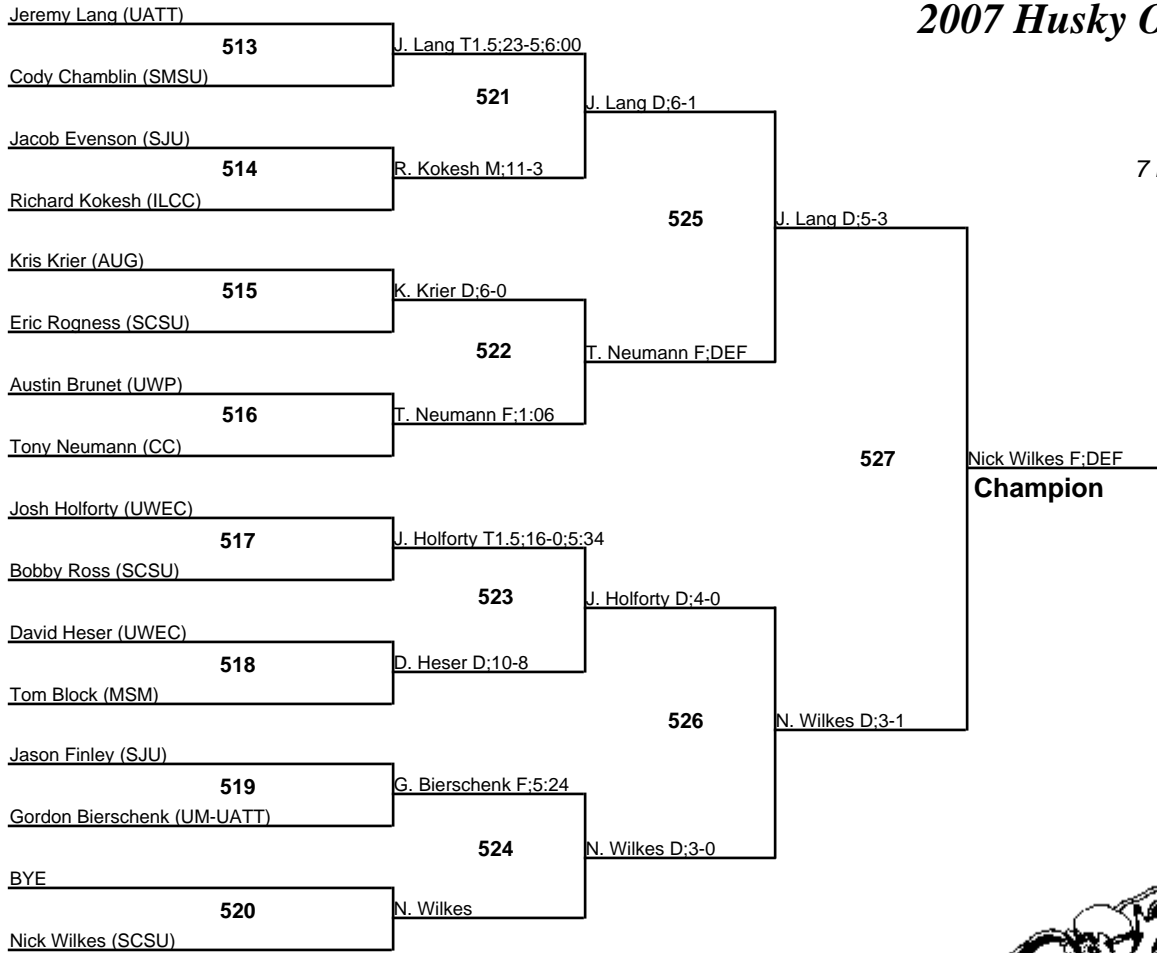 2007 Husky O
7
Jeremy Lang (UATT)
513
Cody Chamblin (SMSU)
J. Lang T1.5;23-5;6:00
521
J. Lang D;6-1
Jacob Evenson (SJU)
514
Richard Kokesh (ILCC)
R. Kokesh M;11-3
525
J. Lang D;5-3
Kris Krier (AUG)
515
Eric Rogness (SCSU)
K. Krier D;6-0
522
T. Neumann F;DEF
Austin Brunet (UWP)
516
Tony Neumann (CC)
T. Neumann F;1:06
527
Nick Wilkes F;DEF
Champion
Josh Holforty (UWEC)
517
Bobby Ross (SCSU)
J. Holforty T1.5;16-0;5:34
523
J. Holforty D;4-0
David Heser (UWEC)
518
Tom Block (MSM)
D. Heser D;10-8
526
N. Wilkes D;3-1
Jason Finley (SJU)
519
Gordon Bierschenk (UM-UATT)
G. Bierschenk F;5:24
524
N. Wilkes D;3-0
BYE
520
Nick Wilkes (SCSU)
N. Wilkes